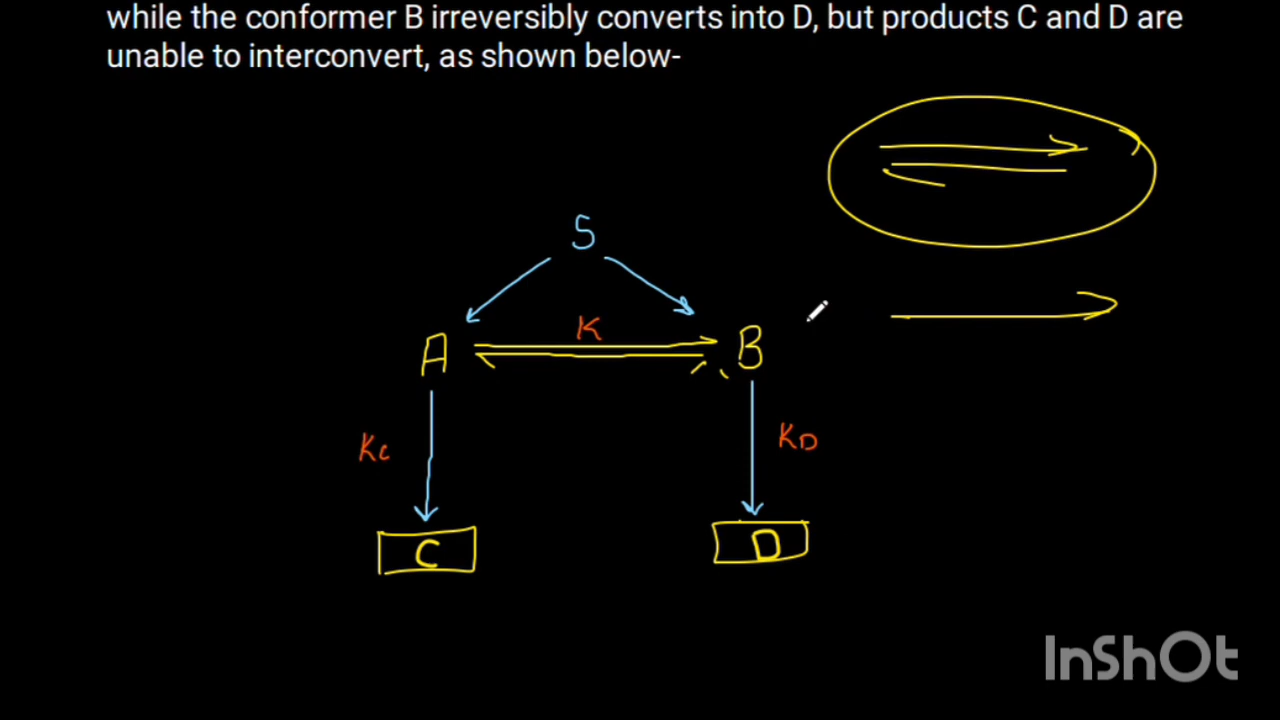 while the conformer B irreversibly converts into D, but products C and D are
unable to interconvert, as shown below-
S
K
A B
Kc KD
C D
InShOt